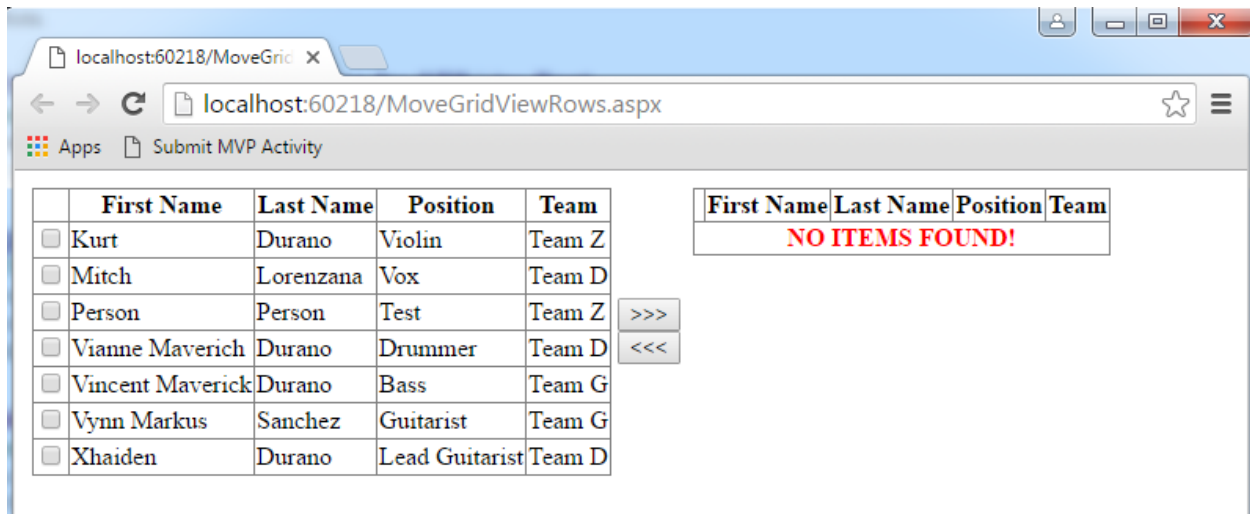 localhost:60218/MoveGric
localhost:60218/MoveGridViewRows.aspx
Apps Submit MVP Activity
First Name Last Name Position Team
Kurt Durano Violin Team Z
Mitch Lorenzana Vox Team D
Person Person Test Team Z
Vianne Maverich Durano Drummer Team D
Vincent Maverick Durano Bass Team G
Vynn Markus Sanchez Guitarist Team G
Xhaiden Durano Lead Guitarist Team D
>>>
<<<
First Name Last Name Position Team
NO ITEMS FOUND!